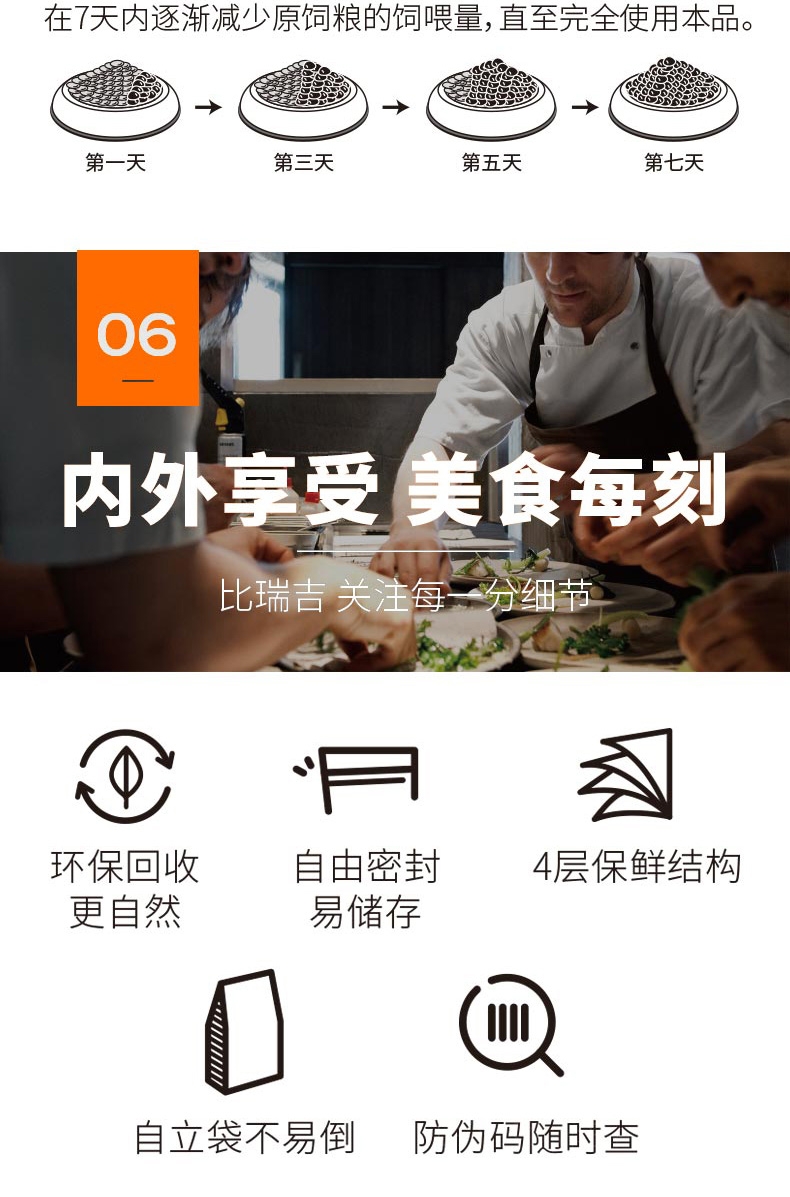 在7天内逐渐减少原饲粮的饲喂量，直至完全使用本品。
第一天
第三天
第五天
第七天
06
内外享受 美食每刻
比瑞吉 关注每一分细节
环保回收
更自然
自由密封
易储存
4层保鲜结构
自立袋不易倒
防伪码随时查